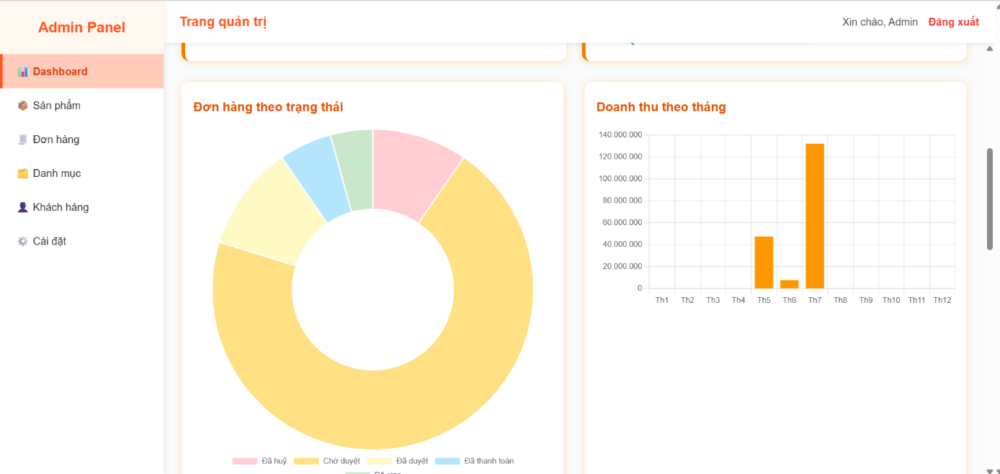 Admin Panel
Trang quản trị
Xin chào, Admin
Đăng xuất
Dashboard
Sản phẩm
Đơn hàng
Danh mục
Khách hàng
Cài đặt
Đơn hàng theo trạng thái
Đã huỷ
Chờ duyệt
Đã duyệt
Đã thanh toán
Doanh thu theo tháng
140.000.000
120.000.000
100.000.000
80.000.000
60.000.000
40.000.000
20.000.000
0
Th1 Th2 Th3 Th4 Th5 Th6 Th7 Th8 Th9 Th10 Th11 Th12